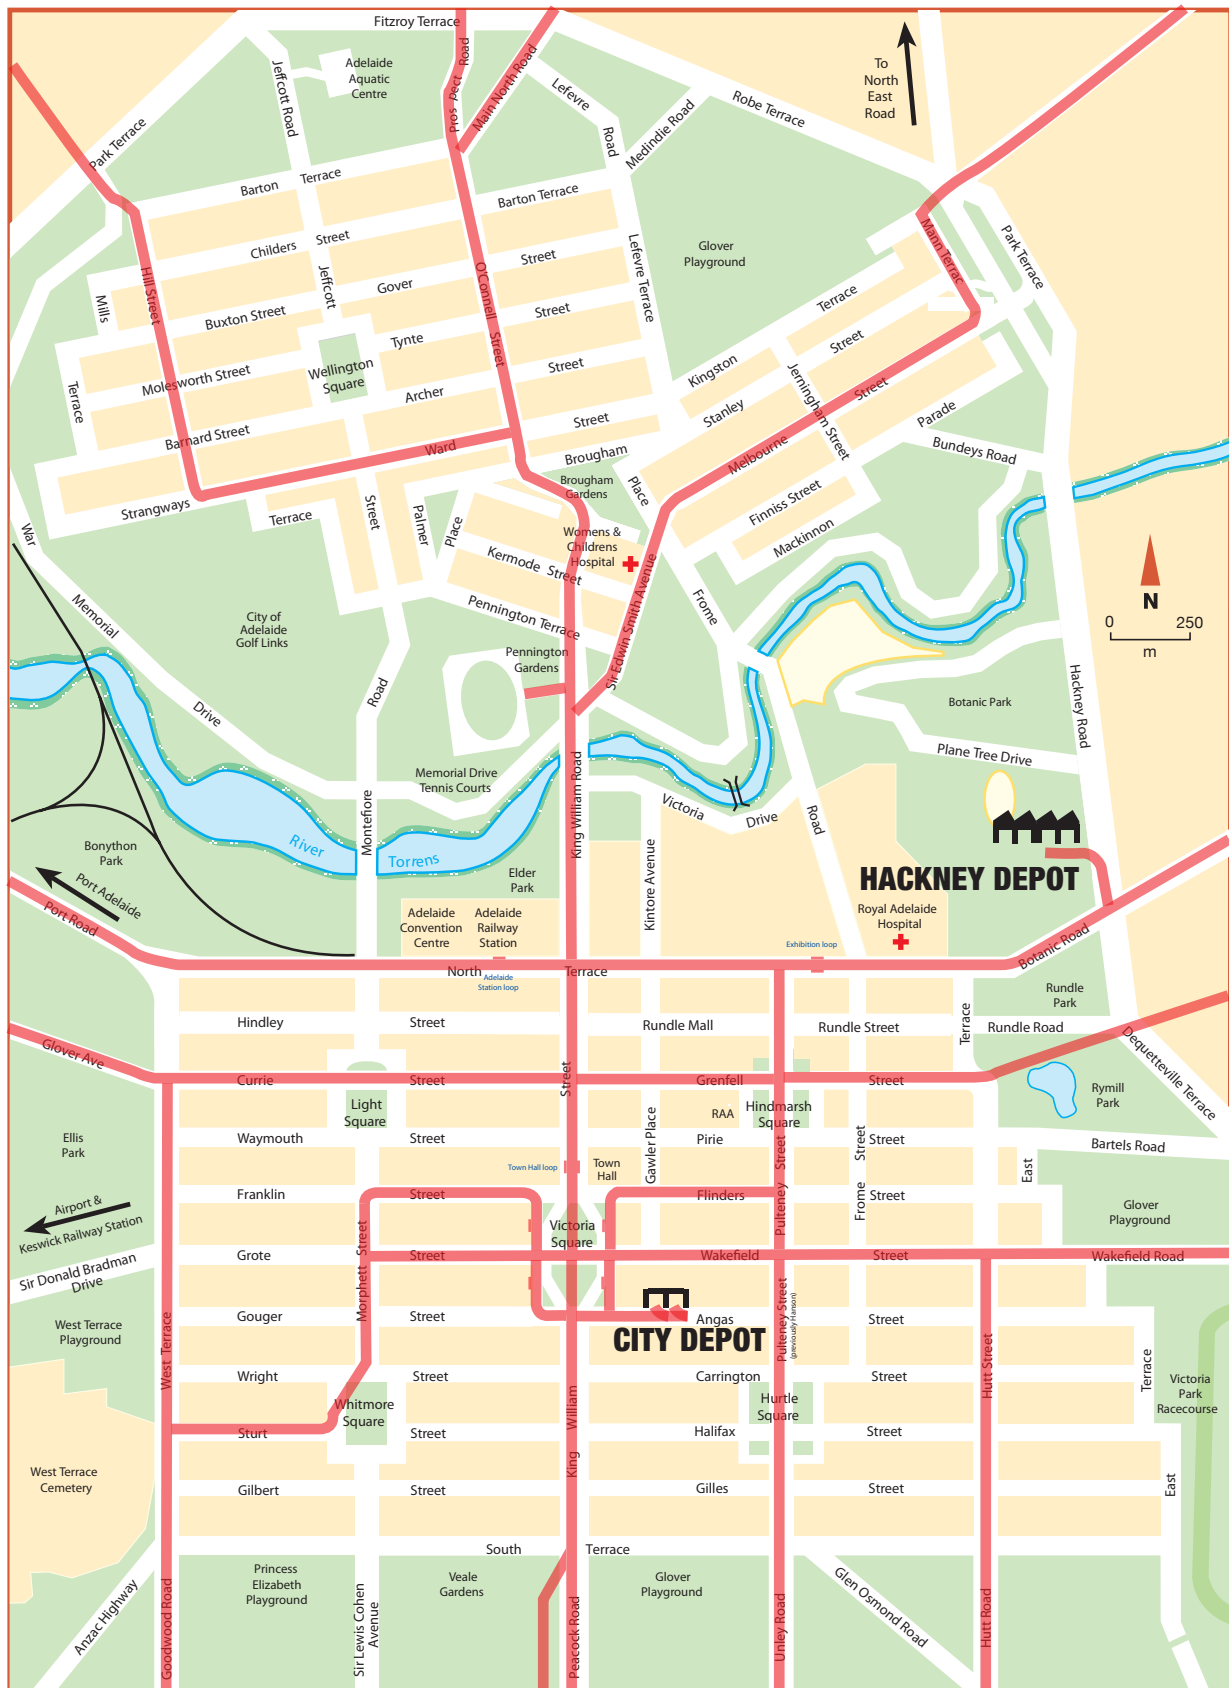 Fitzroy Terrace
Prospect Road
Main North Road
Jeffcott Road
Adelaide
Aquatic
Centre
Lefevre
Road
Medindie Road
Robe Terrace
To
North
East
Road
Park Terrace
Barton Terrace
Barton Terrace
Childers Street
Street
Hill Street
Mills
Terrace
Jeffcott
Street
Buxton Street
Gover
Street
O'Connell Street
Lefevre Terrace
Glover
Playground
Mann Terrac
Park Terrace
Molesworth Street
Tynte
Street
Wellington
Square
Archer
Street
Barnard Street
Ward
Strangways
Terrace
Brougham
Place
Brougham
Gardens
Kingston
Terrace
Stanley
Street
Jerningham Street
Melbourne
Street
Finniss Street
Mackinnon
Parade
Bundeys Road
Palmer
Place
Womens &
Childrens
Hospital
Kermode Street
Pennington Terrace
Pennington
Gardens
Sir Edwin Smith Avenue
Frome
Road
War
Memorial
Drive
City of
Adelaide
Golf Links
Road
Montefiore
Memorial Drive
Tennis Courts
King William Road
Victoria
Drive
Kintore Avenue
Botanic Park
Plane Tree Drive
Hackney Road
N
0 250
m
HACKNEY DEPOT
Royal Adelaide
Hospital
River
Torrens
Bonython
Park
Port Adelaide
Port Road
Elder
Park
Adelaide
Convention
Centre
Adelaide
Railway
Station
Exhibition loop
Adelaide
Station loop
North Terrace
Botanic Road
Rundle
Park
Hindley Street
Rundle Mall
Rundle Street
Terrace
Rundle Road
Dequetteville Terrace
Glover Ave
Currie Street
Street
Grenfell Street
Light
Square
RAA
Hindmarsh
Square
Rymill
Park
Ellis
Park
Waymouth Street
Gawler Place
Pirie Street
Bartels Road
Town Hall loop
Town
Hall
Pulteney Street
Frome Street
East
Franklin Street
Flinders Street
Airport &
Keswick Railway Station
Morphett Street
Victoria
Square
Glover
Playground
Grote Street
Wakefield Street
Wakefield Road
Sir Donald Bradman
Drive
Pulteney Street
(previously Hanson)
West Terrace
Playground
West Terrace
Gouger Street
Angas Street
CITY DEPOT
Hutt Street
Terrace
Wright Street
Carrington Street
Victoria
Park
Racecourse
Whitmore
Square
King William
Hurtle
Square
Sturt Street
Halifax Street
West Terrace
Cemetery
Gilbert Street
Gilles Street
East
South Terrace
Princess
Elizabeth
Playground
Veale
Gardens
Glover
Playground
Anzac Highway
Goodwood Road
Sir Lewis Cohen
Avenue
Peacock Road
Unley Road
Glen Osmond Road
Hutt Road